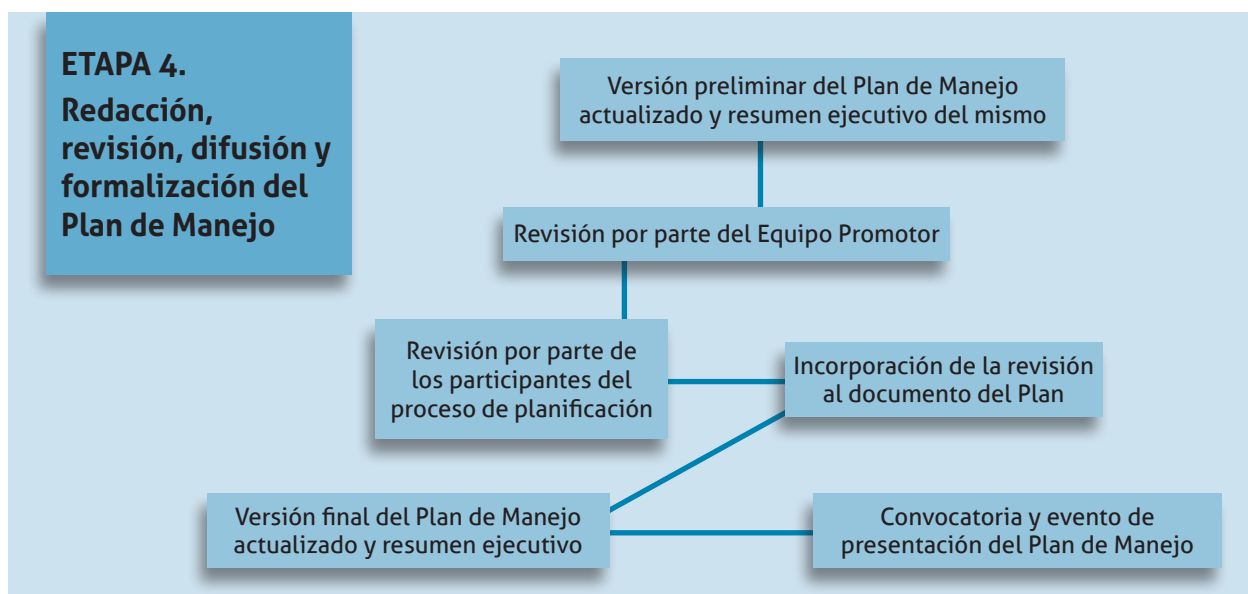 ETAPA 4.
Redacción,
revisión, difusión y
formalización del
Plan de Manejo
Versión preliminar del Plan de Manejo
actualizado y resumen ejecutivo del mismo
Revisión por parte del Equipo Promotor
Revisión por parte de
los participantes del
proceso de planificación
Incorporación de la revisión
al documento del Plan
Versión final del Plan de Manejo
actualizado y resumen ejecutivo
Convocatoria y evento de
presentación del Plan de Manejo